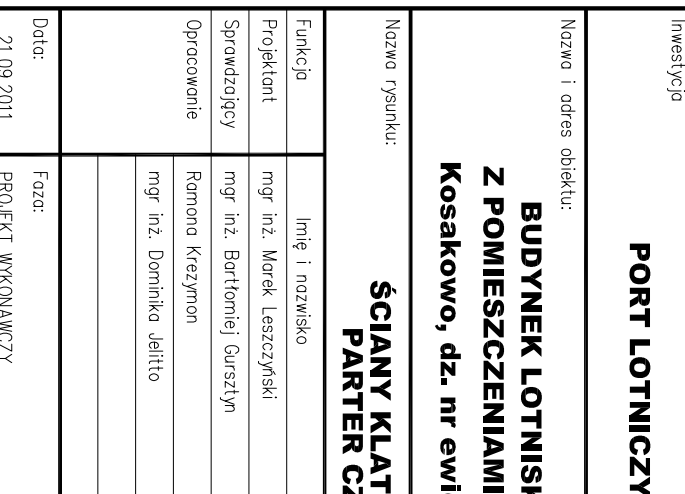 Inwestycja
PORT LOTNICZY
Nazwa i adres obiektu:
BUDYNEK LOTNIS
Z POMIESZCZENIAMI
Kosakowo, dz. nr ewi
Nazwa rysunku:
ŚCIANY KLAT
PARTER CZ
Funkcja Imię i nazwisko
Projektant mgr inż. Marek Leszczyński
Sprawdzający mgr inż. Bartłomiej Gursztyn
Opracowanie Ramona Krezymon
mgr inż. Dominika Jelitto
Data: Faza:
21.09.2011 PROJEKT WYKONAWCZY